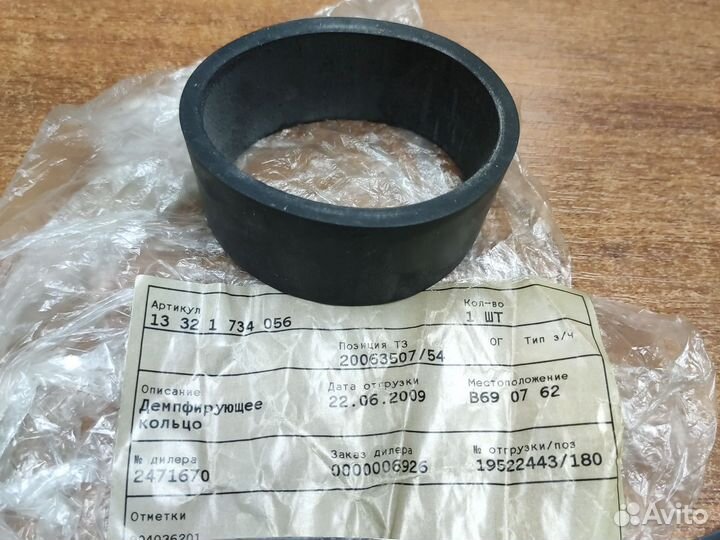 Артикул
Кол-во
13 32 1 734 056
1 ШТ
Позиция ТЗ
ОГ Тип з/ч
20063507/54
Описание
Дата отгрузки
Местоположение
Демпфирующее
22.06.2009
B69 07 62
кольцо
№ дилера
Заказ дилера
№ отгрузки/поз
2471670
0000006926
19522443/180
Отметки
04036201
Avito